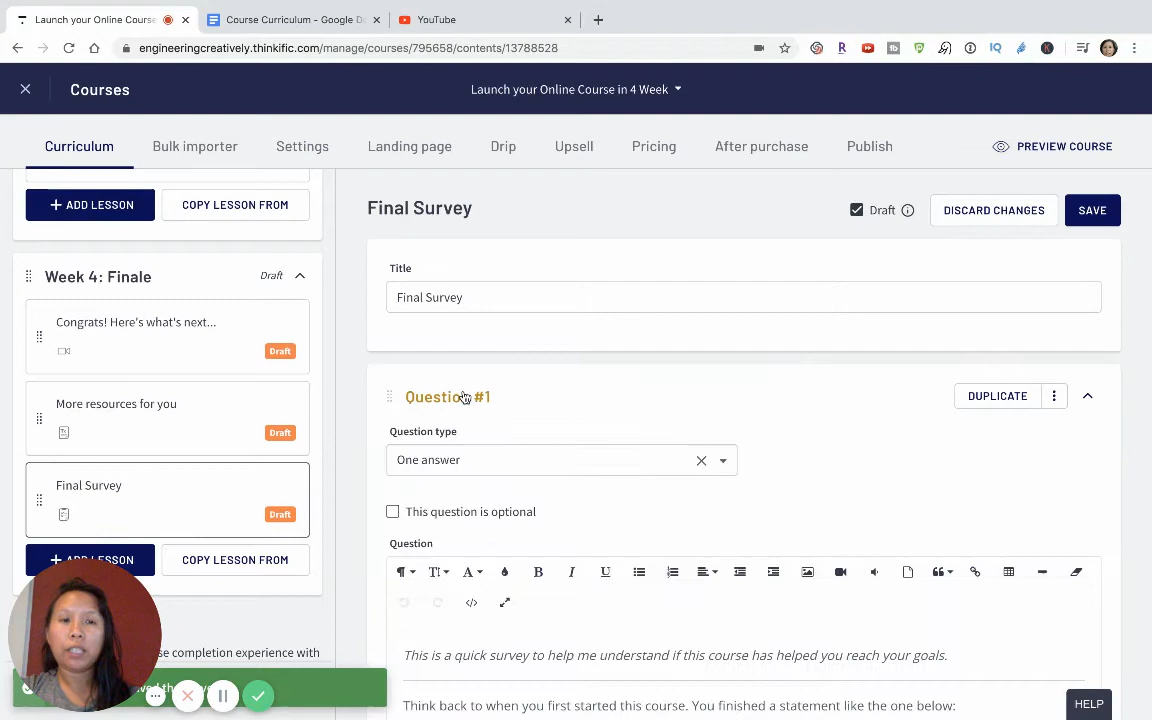 Launch your Online Course
Course Curriculum - Google Do
YouTube
engineeringcreatively.thinkific.com/manage/courses/795658/contents/13788528
Courses
Launch your Online Course in 4 Week
Curriculum
Bulk importer
Settings
Landing page
Drip
Upsell
Pricing
After purchase
Publish
PREVIEW COURSE
+ ADD LESSON
COPY LESSON FROM
Final Survey
Draft
DISCARD CHANGES
SAVE
Week 4: Finale
Draft
Congrats! Here's what's next...
Draft
More resources for you
Draft
Final Survey
Draft
+ ADD LESSON
COPY LESSON FROM
Title
Final Survey
Question #1
DUPLICATE
Question type
One answer
This question is optional
Question
This is a quick survey to help me understand if this course has helped you reach your goals.
Think back to when you first started this course. You finished a statement like the one below:
completion experience with
HELP